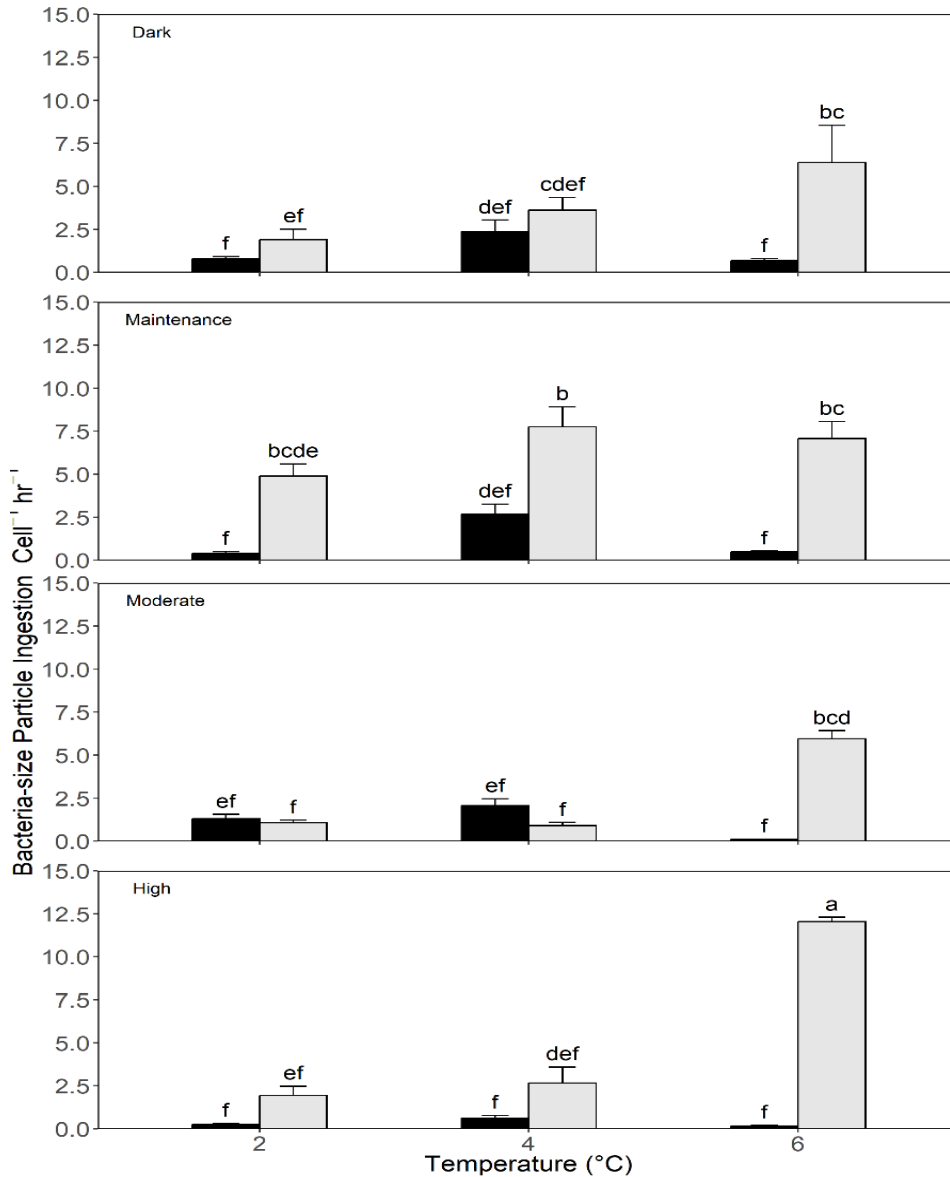 Bacteria-size Particle Ingestion Cell⁻¹ hr⁻¹
Dark
15.0
12.5
10.0
7.5
5.0
2.5
0.0
f
ef
def
cdef
f
bc
Maintenance
15.0
12.5
10.0
7.5
5.0
2.5
0.0
f
bcde
def
b
f
bc
Moderate
15.0
12.5
10.0
7.5
5.0
2.5
0.0
ef
f
ef
f
f
bcd
High
15.0
12.5
10.0
7.5
5.0
2.5
0.0
f
ef
f
def
f
a
2 4 6
Temperature (°C)